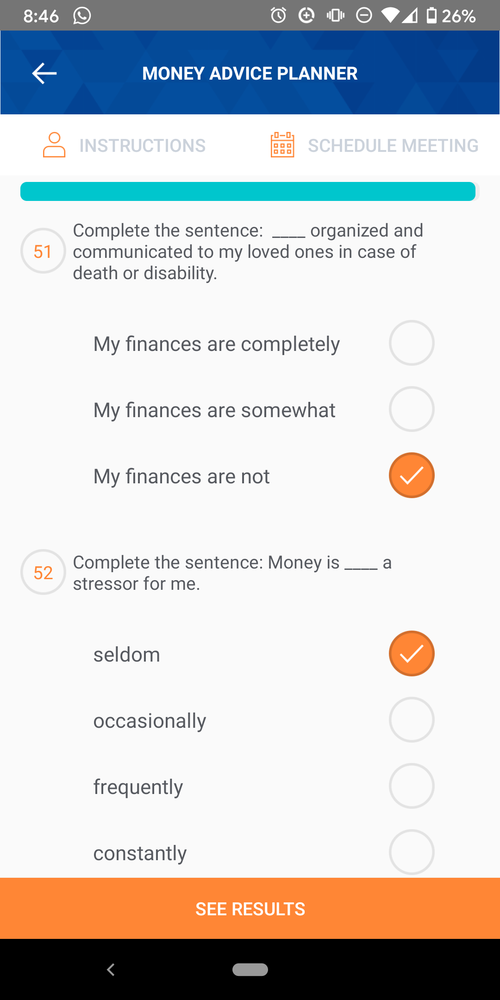 8:46
26%
MONEY ADVICE PLANNER
INSTRUCTIONS
SCHEDULE MEETING
51
Complete the sentence:  ____ organized and
communicated to my loved ones in case of
death or disability.
My finances are completely
My finances are somewhat
My finances are not
52
Complete the sentence: Money is ____ a
stressor for me.
seldom
occasionally
frequently
constantly
SEE RESULTS